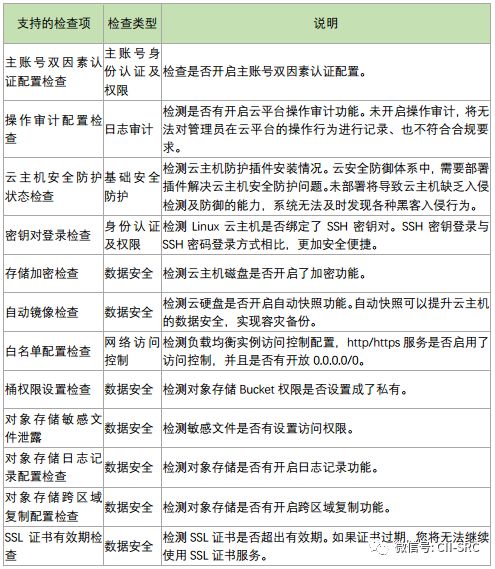 支持的检查项 检查类型 说明
主账号双因素认
证配置检查
主账号身
份认证及
权限
检查是否开启主账号双因素认证配置。
操作审计配置检
查
日志审计
检测是否有开启云平台操作审计功能。未开启操作审计，将无
法对管理员在云平台的操作行为进行记录、也不符合合规要
求。
云主机安全防护
状态检查
基础安全
防护
检测云主机防护插件安装情况。云安全防御体系中，需要部署
插件解决云主机安全防护问题。未部署将导致云主机缺乏入侵
检测及防御的能力，系统无法及时发现各种黑客入侵行为。
密钥对登录检查
身份认证
及权限
检测 Linux 云主机是否绑定了 SSH 密钥对。SSH 密钥登录与
SSH 密码登录方式相比，更加安全便捷。
存储加密检查 数据安全 检测云主机磁盘是否开启了加密功能。
自动镜像检查 数据安全
检测云硬盘是否开启自动快照功能。自动快照可以提升云主机
的数据安全，实现容灾备份。
白名单配置检查
网络访问
控制
检测负载均衡实例访问控制配置，http/https 服务是否启用了
访问控制，并且是否有开放 0.0.0.0/0。
桶权限设置检查 数据安全 检测对象存储 Bucket 权限是否设置成了私有。
对象存储敏感文
件泄露
数据安全 检测敏感文件是否有设置访问权限。
对象存储日志记
录配置检查
数据安全 检测对象存储是否有开启日志记录功能。
对象存储跨区域
复制配置检查
数据安全 检测对象存储是否有开启跨区域复制功能。
SSL 证书有效期检
查
数据安全
检测 SSL 证书是否超出有效期。如果证书过期，您将无法继续
使用 SSL 证书服务。
微信号: CII-SRC